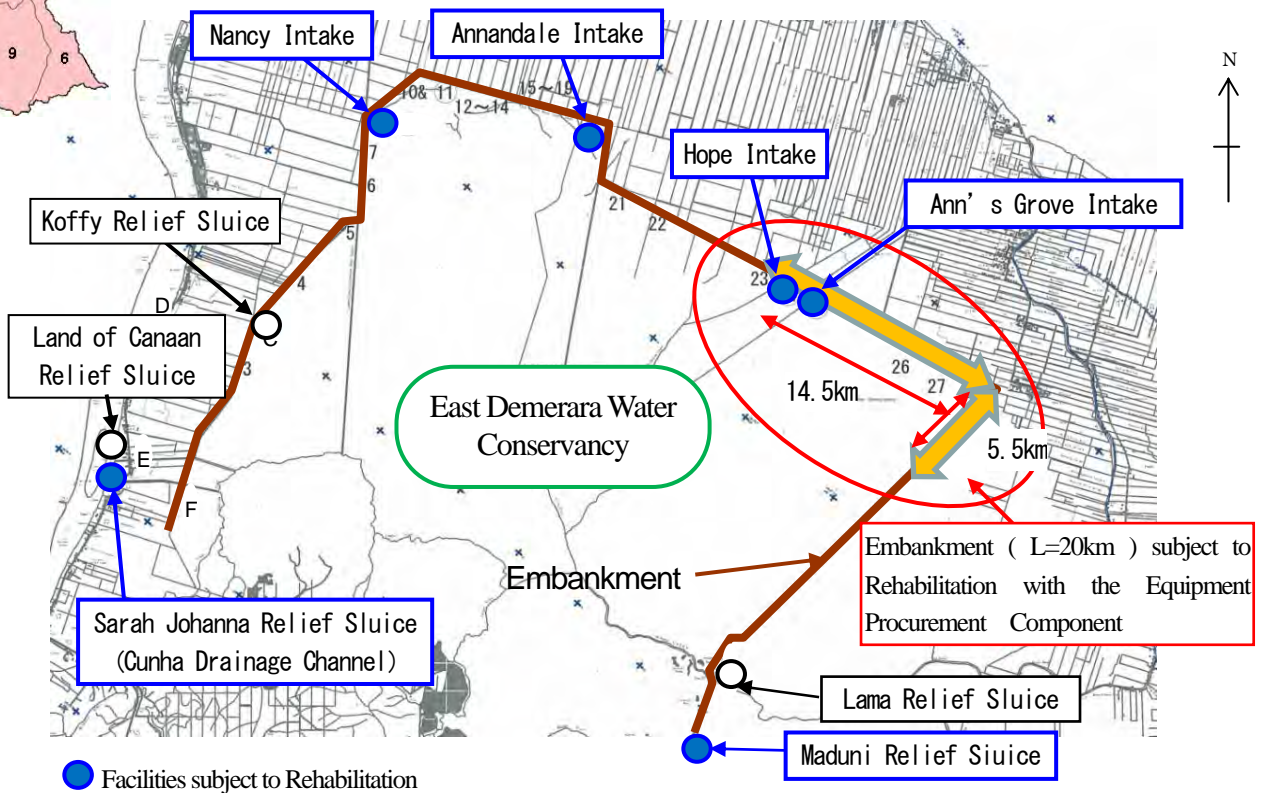 9
6
Nancy Intake
Annandale Intake
N
10& 11
12～14
15～19
7
6
Hope Intake
Koffy Relief Sluice
5
21
22
Ann’s Grove Intake
4
23
D
C
Land of Canaan
Relief Sluice
3
26
27
14.5km
East Demerara Water
Conservancy
5.5km
E
F
Embankment ( L=20km ) subject to
Rehabilitation with the Equipment
Procurement Component
Embankment
Sarah Johanna Relief Sluice
(Cunha Drainage Channel)
Lama Relief Sluice
Maduni Relief Siuice
Facilities subject to Rehabilitation